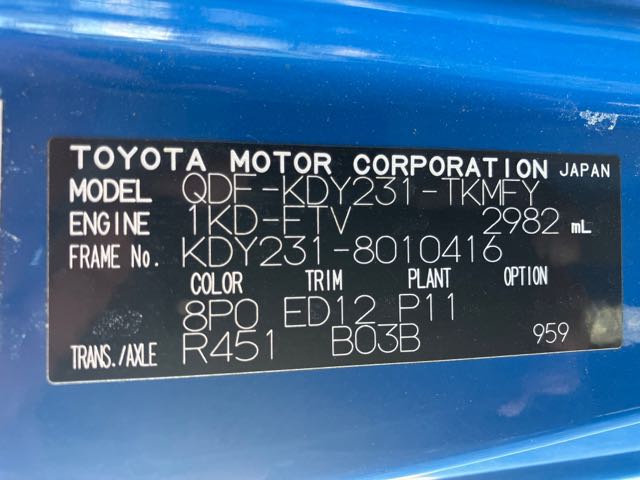 TOYOTA MOTOR CORPORATION JAPAN
MODEL QDF-KDY231-TKMFY
ENGINE 1KD-FTV 2982 mL
FRAME No. KDY231-8010416
COLOR TRIM PLANT OPTION
8P0 ED12 P11
TRANS./AXLE R451 B03B 959